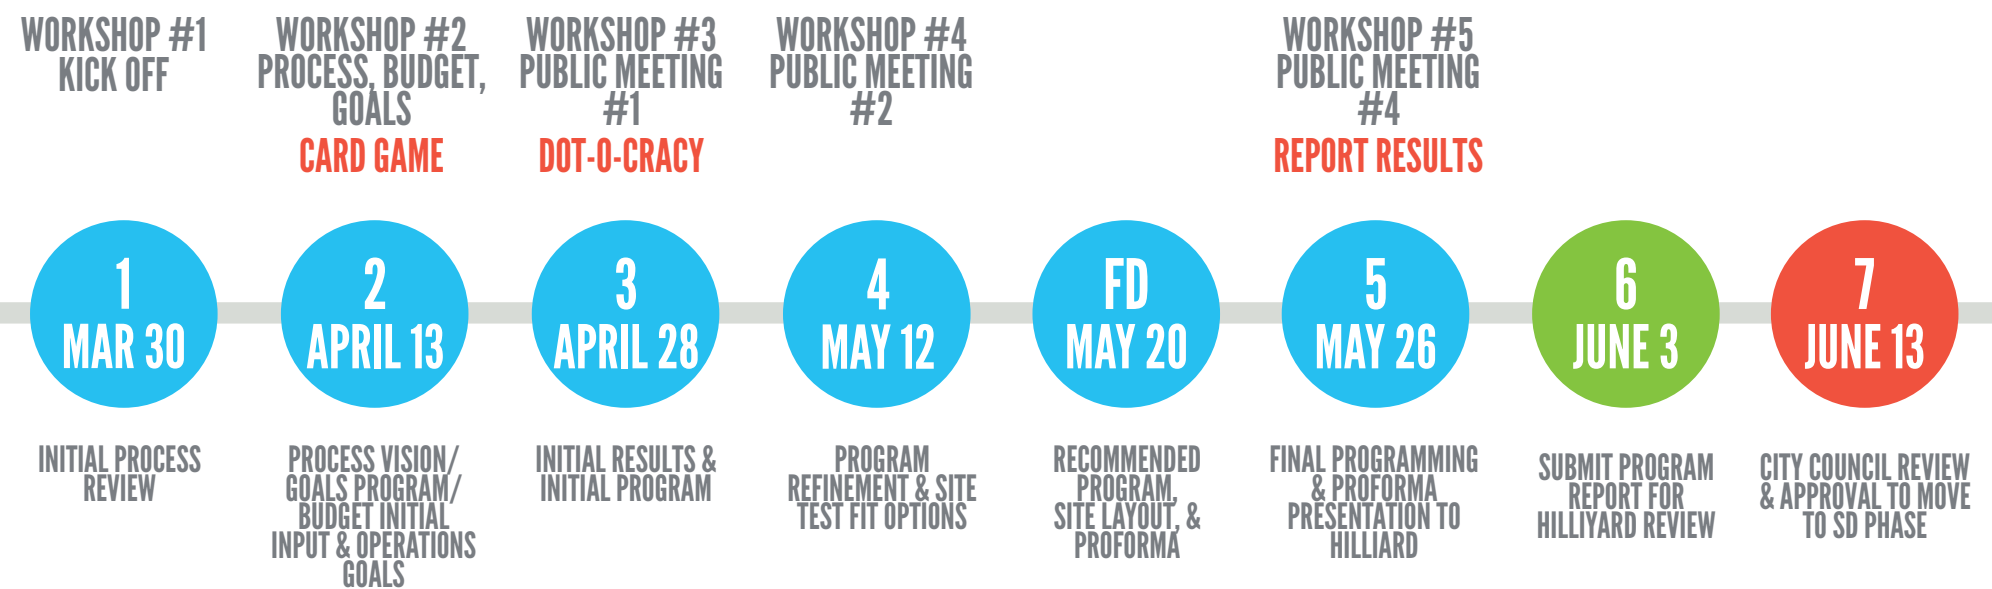 WORKSHOP #1
KICK OFF
WORKSHOP #2
PROCESS, BUDGET,
GOALS
CARD GAME
WORKSHOP #3
PUBLIC MEETING
#1
DOT-O-CRACY
WORKSHOP #4
PUBLIC MEETING
#2
WORKSHOP #5
PUBLIC MEETING
#4
REPORT RESULTS
1
MAR 30
2
APRIL 13
3
APRIL 28
4
MAY 12
FD
MAY 20
5
MAY 26
6
JUNE 3
7
JUNE 13
INITIAL PROCESS
REVIEW
PROCESS VISION/
GOALS PROGRAM/
BUDGET INITIAL
INPUT & OPERATIONS
GOALS
INITIAL RESULTS &
INITIAL PROGRAM
PROGRAM
REFINEMENT & SITE
TEST FIT OPTIONS
RECOMMENDED
PROGRAM,
SITE LAYOUT, &
PROFORMA
FINAL PROGRAMMING
& PROFORMA
PRESENTATION TO
HILLIARD
SUBMIT PROGRAM
REPORT FOR
HILLIYARD REVIEW
CITY COUNCIL REVIEW
& APPROVAL TO MOVE
TO SD PHASE